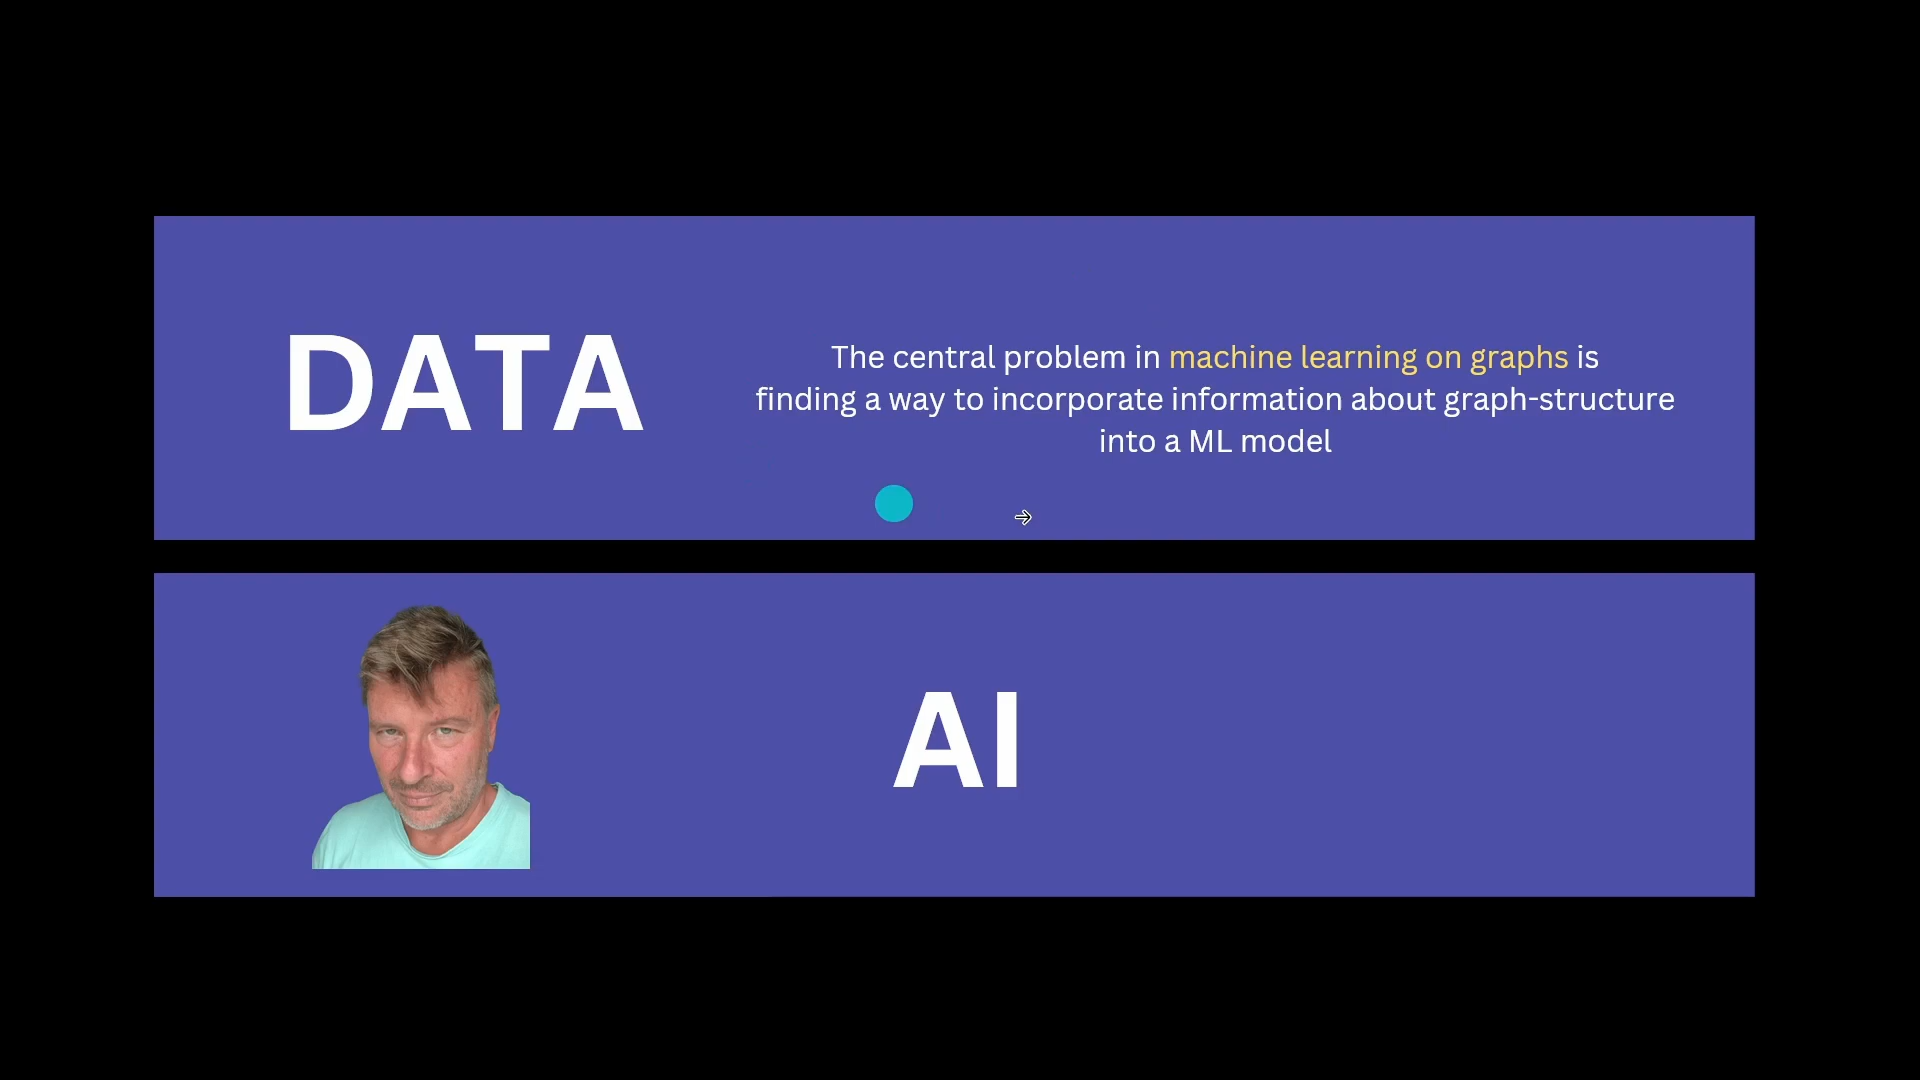 DATA
The central problem in machine learning on graphs is
finding a way to incorporate information about graph-structure
into a ML model
AI